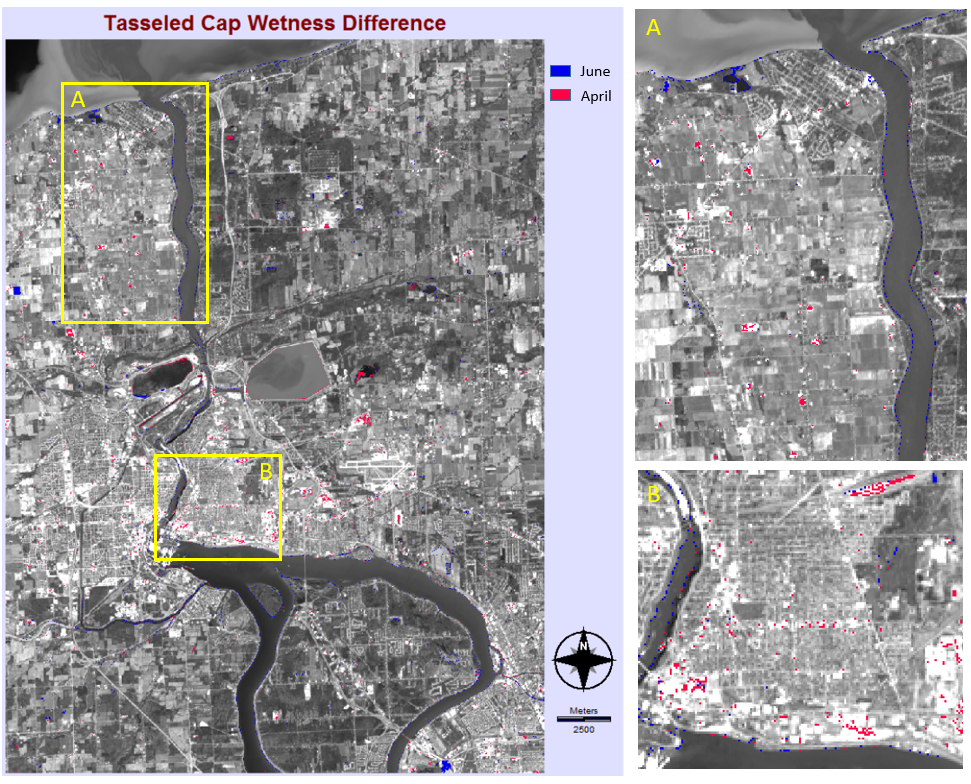 Tasseled Cap Wetness Difference
A
June
April
A
B
B
N
Meters
2500